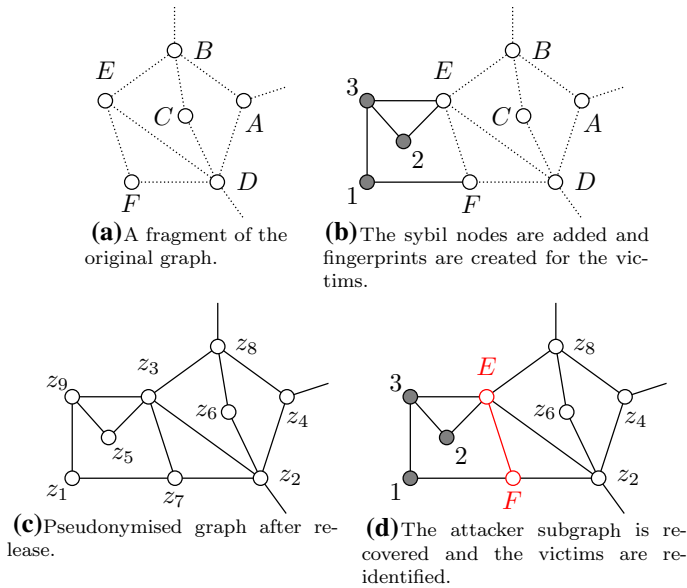 B
E
C
A
F
D
(a)A fragment of the
original graph.
B
3
E
C
A
2
1
F
D
(b)The sybil nodes are added and
fingerprints are created for the vic-
tims.
z8
z9
z3
z6
z4
z5
z1
z7
z2
(c)Pseudonymised graph after re-
lease.
E
z8
3
z6
z4
2
1
F
z2
(d)The attacker subgraph is re-
covered and the victims are re-
identified.